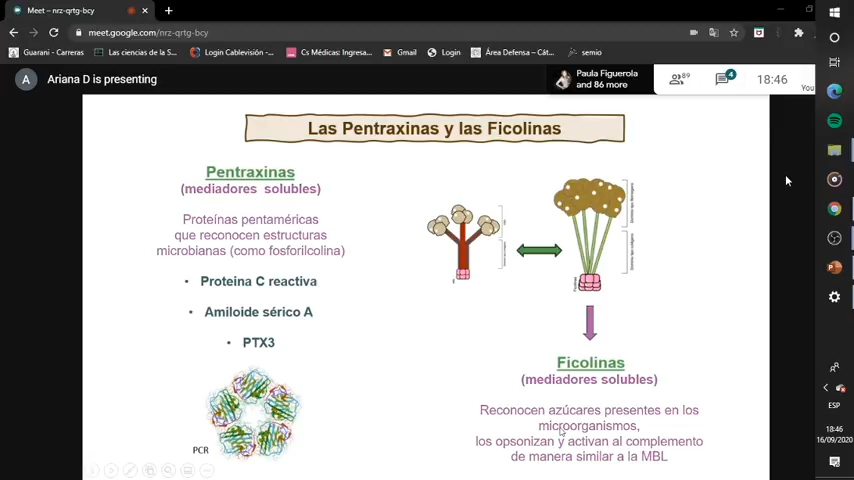 Meet – nrz-qrtg-bcy
meet.google.com/nrz-qrtg-bcy
Guarani - Carreras
Las ciencias de la S...
Login Cablevisión...
Cs Médicas: Ingresa...
Gmail
Login
Área Defensa – Cát...
semio
A
Ariana D is presenting
Paula Figuerola
and 86 more
89
4
18:46
You
Las Pentraxinas y las Ficolinas
Pentraxinas
(mediadores solubles)
Proteínas pentaméricas
que reconocen estructuras
microbianas (como fosforilcolina)
• Proteina C reactiva
• Amiloide sérico A
• PTX3
PCR
Ficolinas
(mediadores solubles)
Reconocen azúcares presentes en los
microorganismos,
los opsonizan y activan al complemento
de manera similar a la MBL
ESP
18:46
16/09/2020